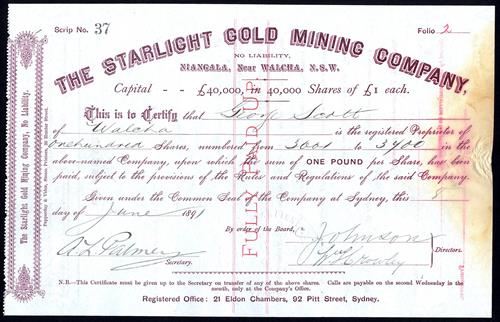 Scrip No. 37
Folio 2
THE STARLIGHT GOLD MINING COMPANY,
NO LIABILITY,
NIANGALA, NEAR WALCHA, N.S.W.
Capital - - £40,000, in 40,000 Shares of £1 each.
This is to Certify that Scott
of Walcha is the registered Proprietor of
onehundred Shares, numbered from 3001 to in the
above-named Company, upon which the sum of ONE POUND per Share, has been
paid, subject to the provisions of the Rules and Regulations of the said Company.
Given under the Common Seal of the Company at Sydney, this 5
day of June 1891
By order of the Board,
Johnson
A L Palmer
Secretary.
W Crowley
Directors.
N.B.—This Certificate must be given up to the Secretary on transfer of any of the above shares. Calls are payable on the second Wednesday in the
month, only at the Company's Office.
Registered Office: 21 Eldon Chambers, 92 Pitt Street, Sydney.
FULLY PAID UP
The Starlight Gold Mining Company, No Liability.